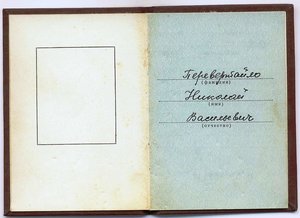 Перевертайло
(фамилия)
Николай
(имя)
Васильевич
(отчество)